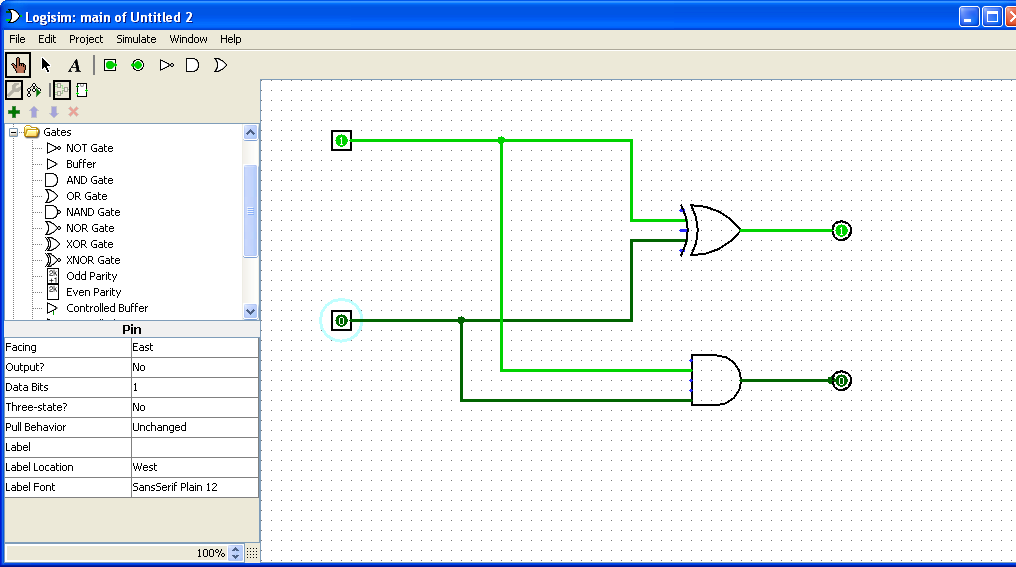 Logisim: main of Untitled 2
File Edit Project Simulate Window Help
A
Gates
NOT Gate
Buffer
AND Gate
OR Gate
NAND Gate
NOR Gate
XOR Gate
XNOR Gate
Odd Parity
Even Parity
Controlled Buffer
Pin
Facing East
Output? No
Data Bits 1
Three-state? No
Pull Behavior Unchanged
Label
Label Location West
Label Font SansSerif Plain 12
100%
1
1
0
0